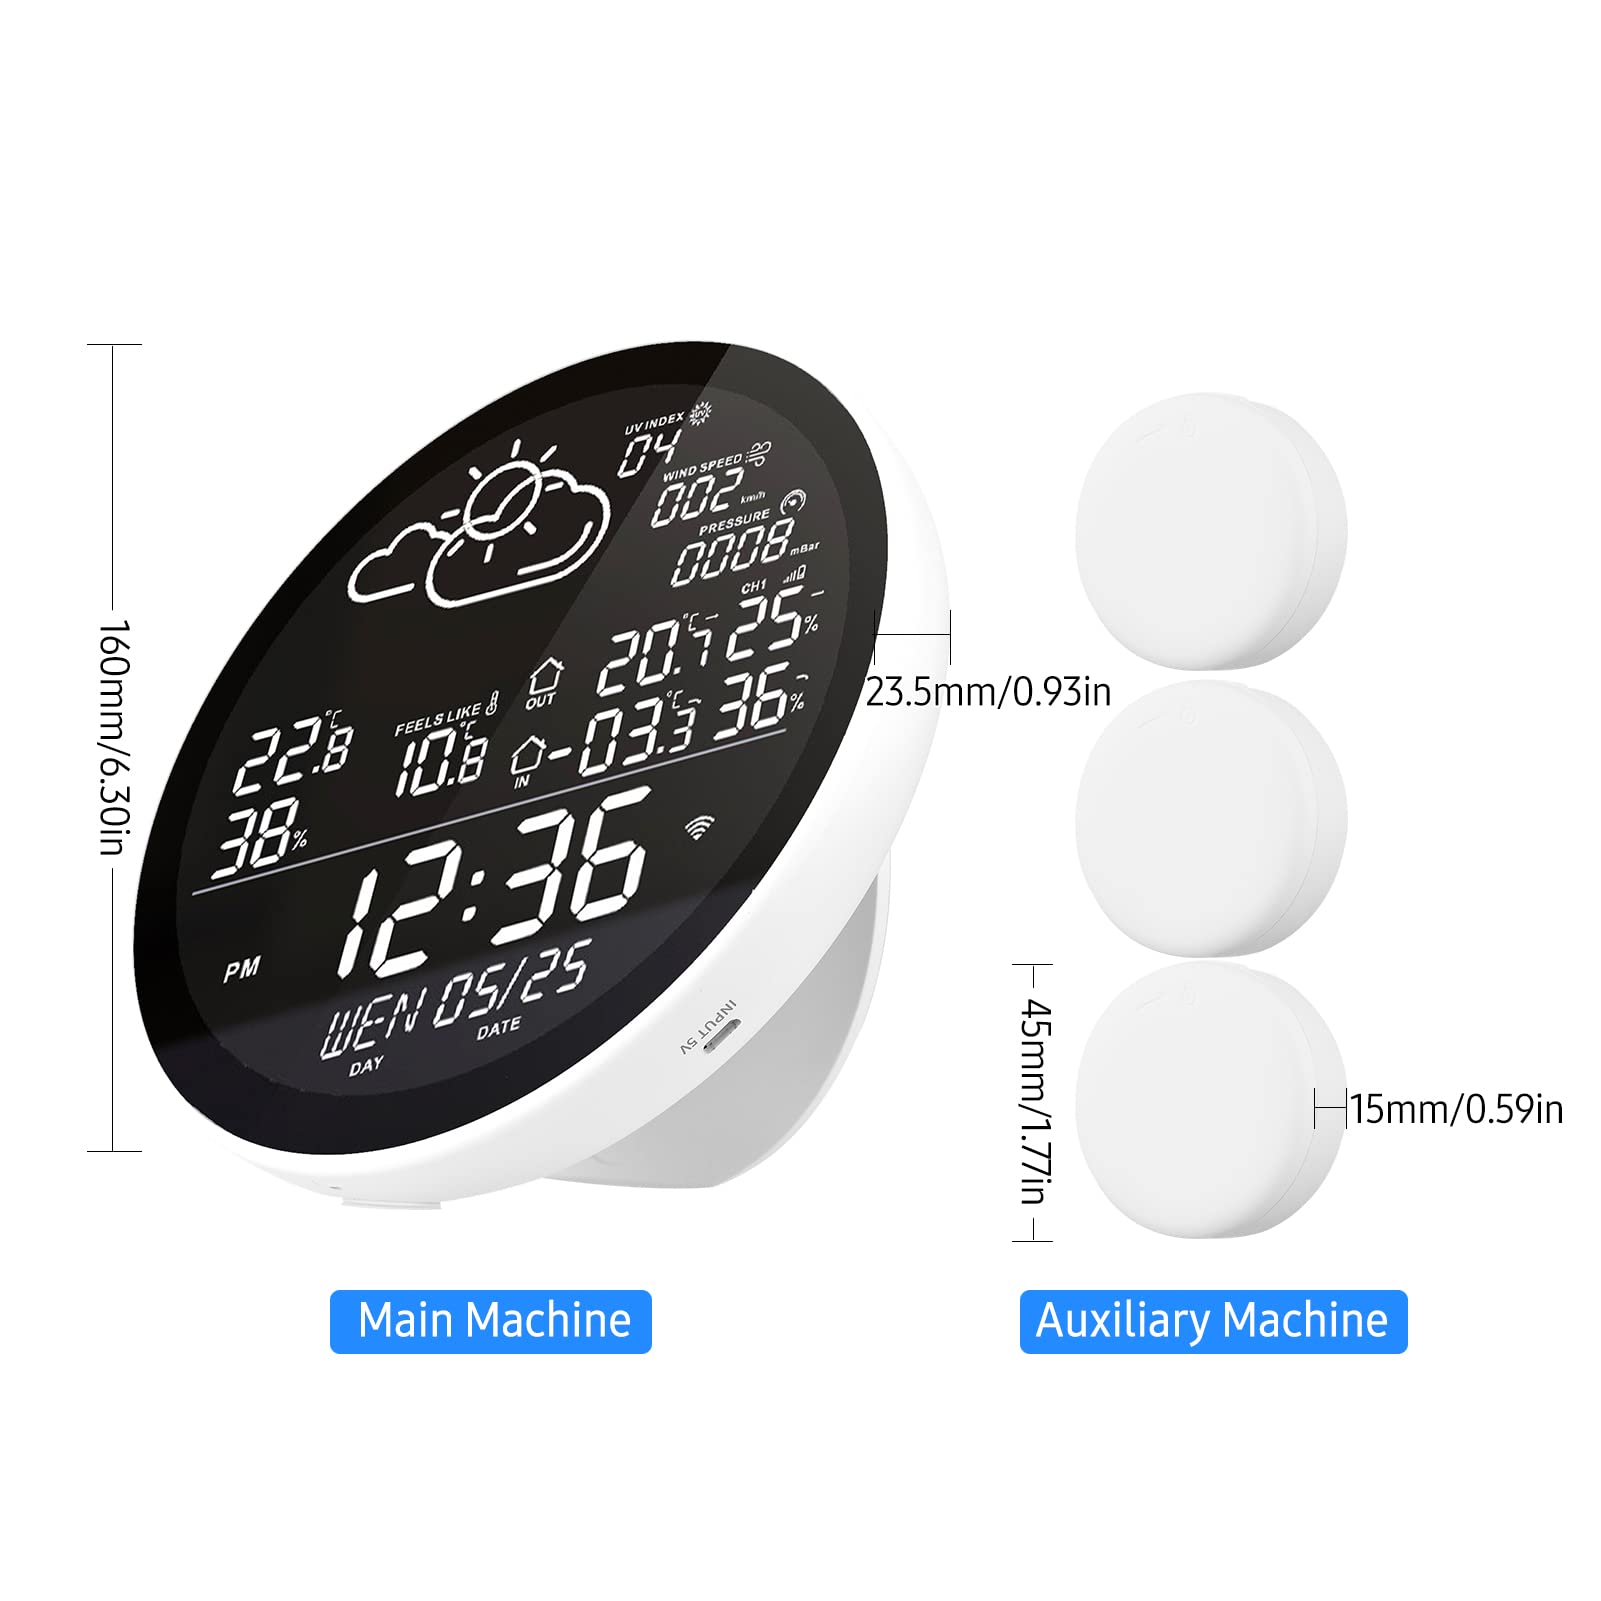 UV INDEX
UV
04
WIND SPEED
002 km/h
PRESSURE
0008 mBar
CH1
OUT
20.7 °C 25 %
22.8 °C
FEELS LIKE
10.8 °C
IN
-03.3 °C 36 %
38 %
12:36
PM
WEN 05/25
DAY
DATE
INPUT 5V
160mm/6.30in
23.5mm/0.93in
45mm/1.77in
15mm/0.59in
Main Machine
Auxiliary Machine